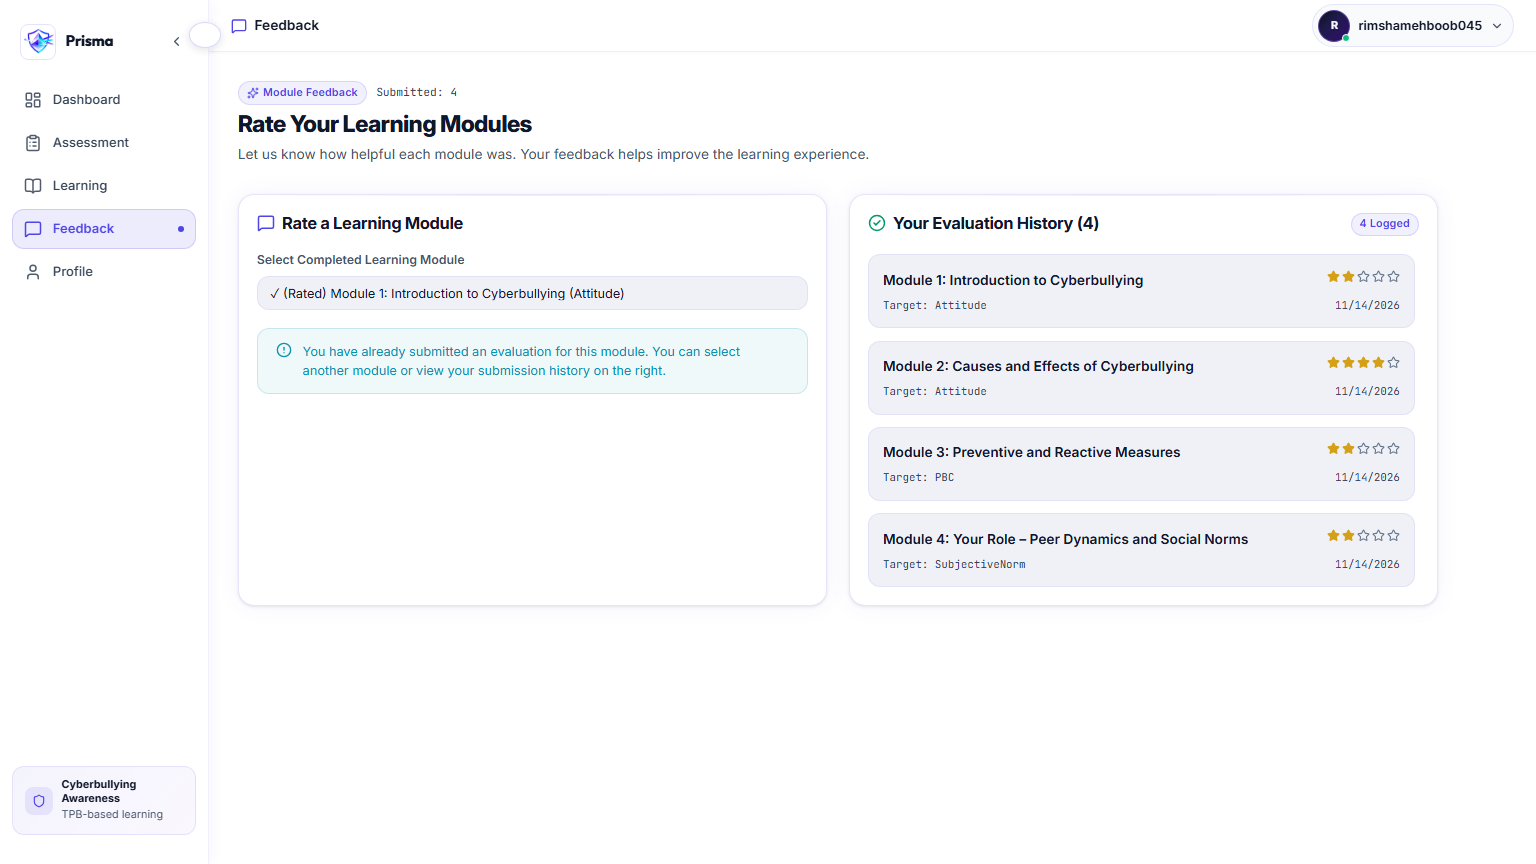 Prisma
Dashboard
Assessment
Learning
Feedback
Profile
Cyberbullying
Awareness
TPB-based learning
Feedback
R
rimshamehboob045
Module Feedback
Submitted: 4
Rate Your Learning Modules
Let us know how helpful each module was. Your feedback helps improve the learning experience.
Rate a Learning Module
Select Completed Learning Module
✓ (Rated) Module 1: Introduction to Cyberbullying (Attitude)
You have already submitted an evaluation for this module. You can select
another module or view your submission history on the right.
Your Evaluation History (4)
4 Logged
Module 1: Introduction to Cyberbullying
Target: Attitude
11/14/2026
Module 2: Causes and Effects of Cyberbullying
Target: Attitude
11/14/2026
Module 3: Preventive and Reactive Measures
Target: PBC
11/14/2026
Module 4: Your Role – Peer Dynamics and Social Norms
Target: SubjectiveNorm
11/14/2026